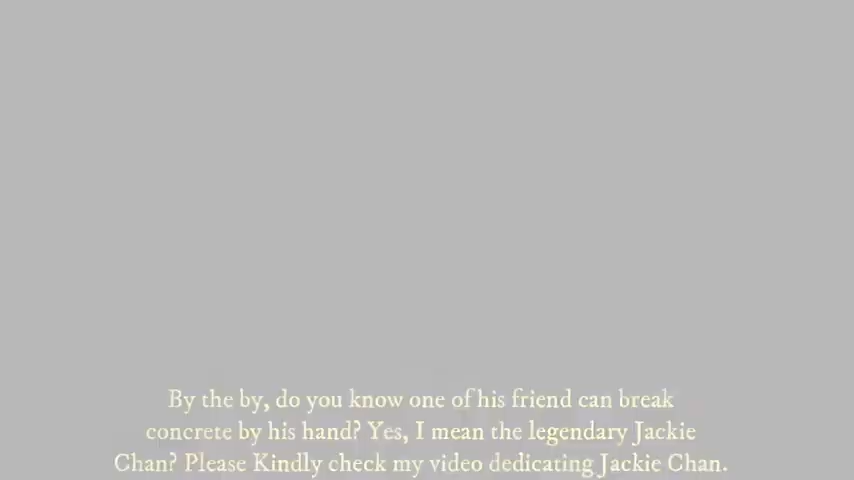 By the by, do you know one of his friend can break
concrete by his hand? Yes, I mean the legendary Jackie
Chan? Please Kindly check my video dedicating Jackie Chan.